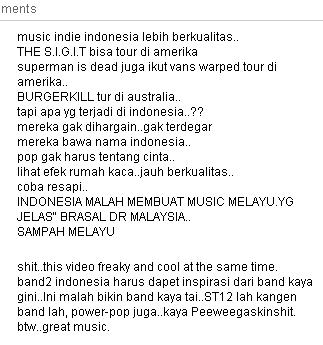 ments
music indie indonesia lebih berkualitas..
THE S.I.G.I.T bisa tour di amerika
superman is dead juga ikut vans warped tour di
amerika..
BURGERKILL tur di australia..
tapi apa yg terjadi di indonesia..??
mereka gak dihargain..gak terdegar
mereka bawa nama indonesia..
pop gak harus tentang cinta..
lihat efek rumah kaca..jauh berkualitas..
coba resapi..
INDONESIA MALAH MEMBUAT MUSIC MELAYU.YG
JELAS" BRASAL DR MALAYSIA..
SAMPAH MELAYU
shit..this video freaky and cool at the same time.
band2 indonesia harus dapet inspirasi dari band kaya
gini..Ini malah bikin band kaya tai..ST12 lah kangen
band lah, power-pop juga..kaya Peeweegaskinshit.
btw..great music.